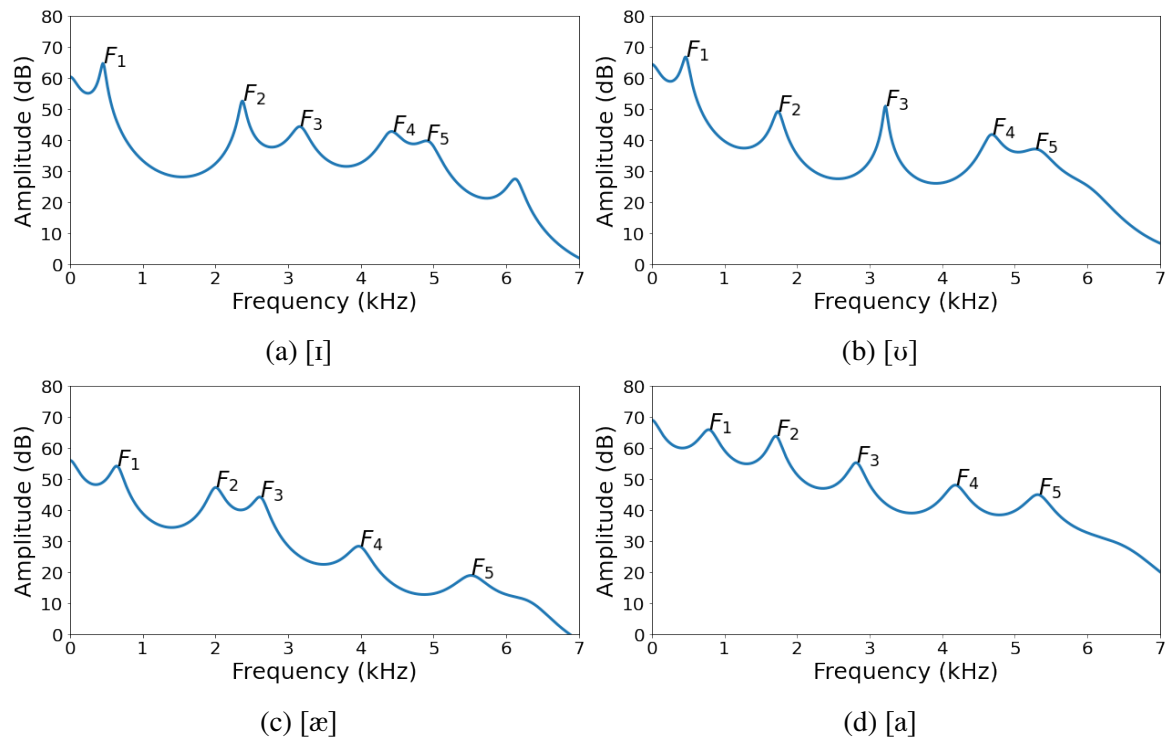 80
70
60
50
40
30
20
10
0
Amplitude (dB)
F₁
F₂
F₃
F₄
F₅
0 1 2 3 4 5 6 7
Frequency (kHz)
(a) [ɪ]
80
70
60
50
40
30
20
10
0
Amplitude (dB)
F₁
F₂
F₃
F₄
F₅
0 1 2 3 4 5 6 7
Frequency (kHz)
(b) [ʊ]
80
70
60
50
40
30
20
10
0
Amplitude (dB)
F₁
F₂
F₃
F₄
F₅
0 1 2 3 4 5 6 7
Frequency (kHz)
(c) [æ]
80
70
60
50
40
30
20
10
0
Amplitude (dB)
F₁
F₂
F₃
F₄
F₅
0 1 2 3 4 5 6 7
Frequency (kHz)
(d) [a]